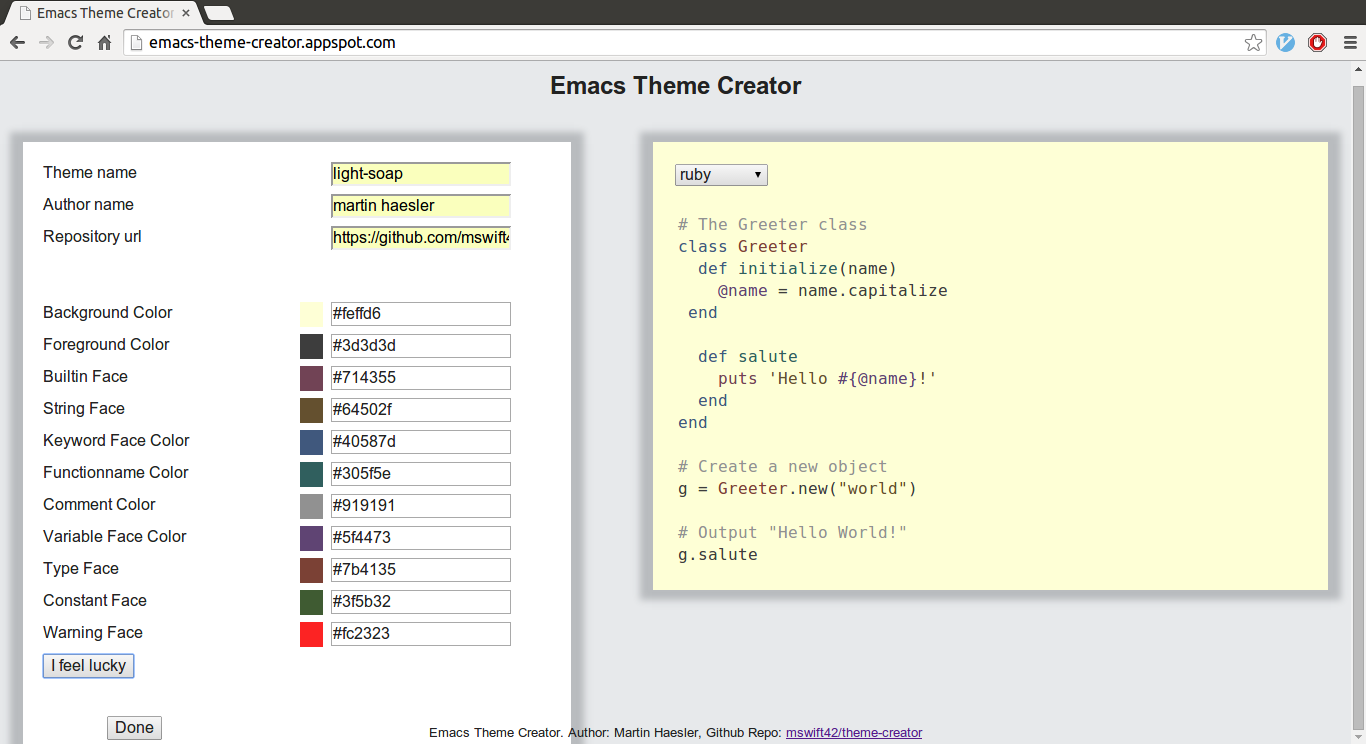 Emacs Theme Creator
emacs-theme-creator.appspot.com
Emacs Theme Creator
Theme name light-soap
Author name martin haesler
Repository url https://github.com/mswift4
Background Color #feffd6
Foreground Color #3d3d3d
Builtin Face #714355
String Face #64502f
Keyword Face Color #40587d
Functionname Color #305f5e
Comment Color #919191
Variable Face Color #5f4473
Type Face #7b4135
Constant Face #3f5b32
Warning Face #fc2323
I feel lucky
Done
ruby
# The Greeter class
class Greeter
  def initialize(name)
    @name = name.capitalize
 end
  def salute
    puts 'Hello #{@name}!'
  end
end
# Create a new object
g = Greeter.new("world")
# Output "Hello World!"
g.salute
Emacs Theme Creator. Author: Martin Haesler, Github Repo: mswift42/theme-creator